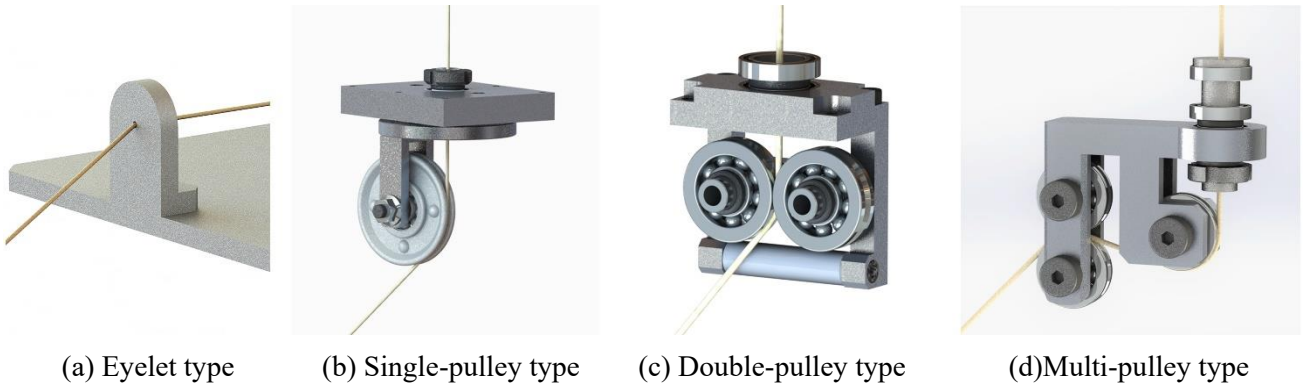 (a) Eyelet type
(b) Single-pulley type
(c) Double-pulley type
(d)Multi-pulley type